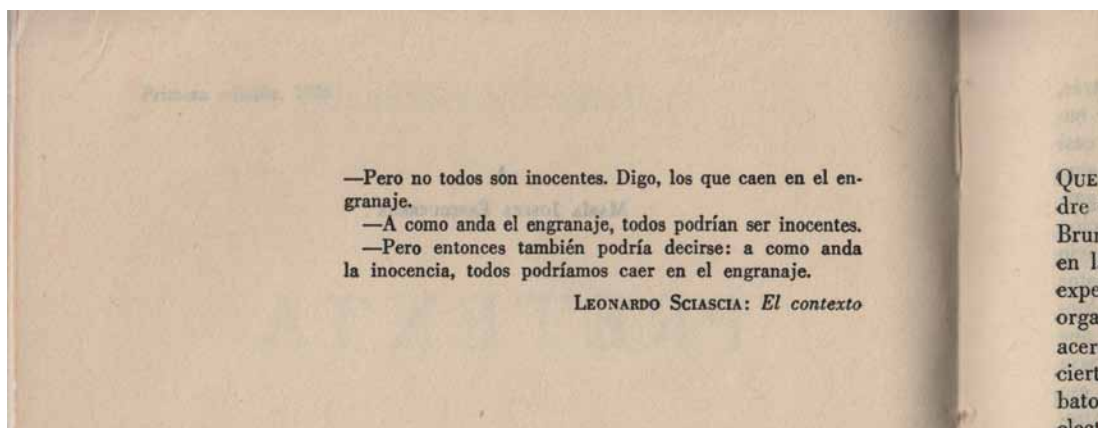 —Pero no todos son inocentes. Digo, los que caen en el en-
granaje.
—A como anda el engranaje, todos podrían ser inocentes.
—Pero entonces también podría decirse: a como anda
la inocencia, todos podríamos caer en el engranaje.
LEONARDO SCIASCIA: El contexto
QUE
dre
Brun
en l
expe
orga
acer
ciert
bato